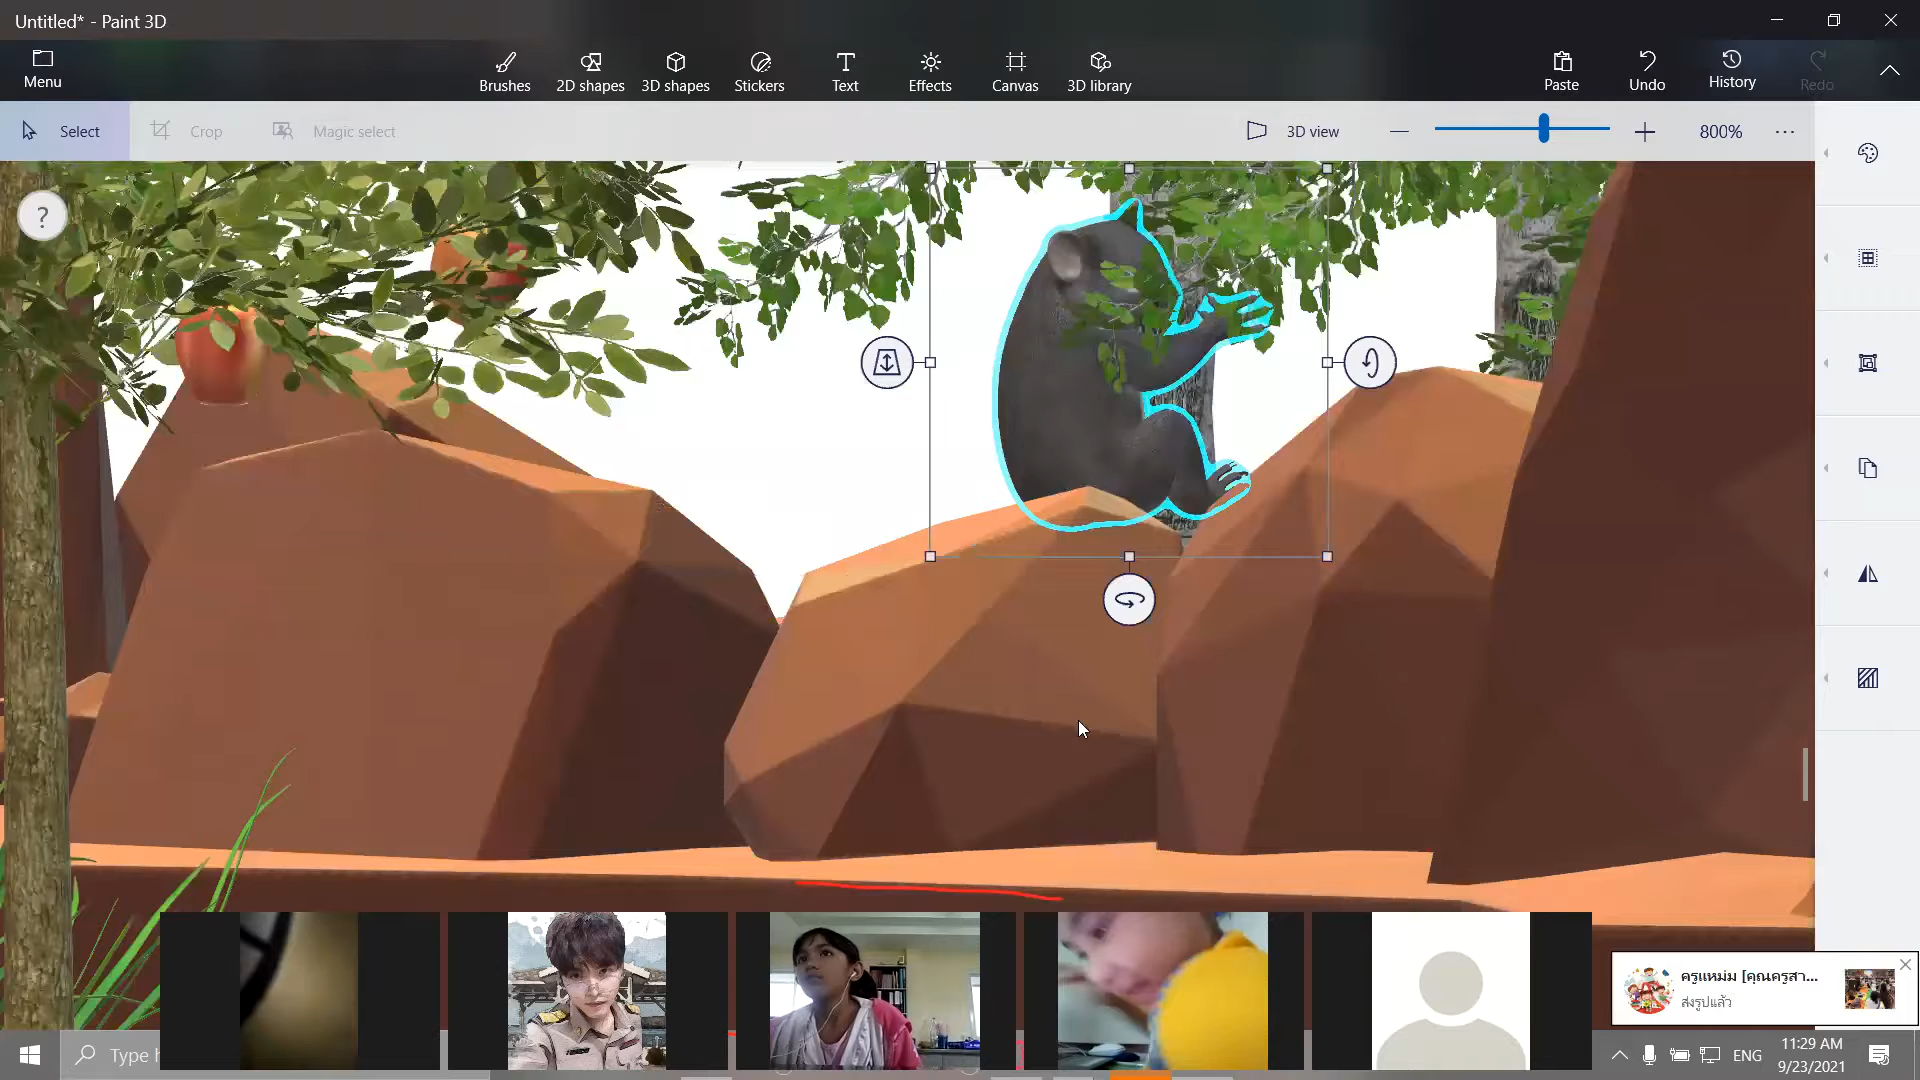 Untitled* - Paint 3D
Menu
Brushes
2D shapes
3D shapes
Stickers
Text
Effects
Canvas
3D library
Paste
Undo
History
Redo
Select
Crop
Magic select
3D view
800%
?
ครูแหม่ม [คุณครูสา...
ส่งรูปแล้ว
Type h
ENG
11:29 AM
9/23/2021